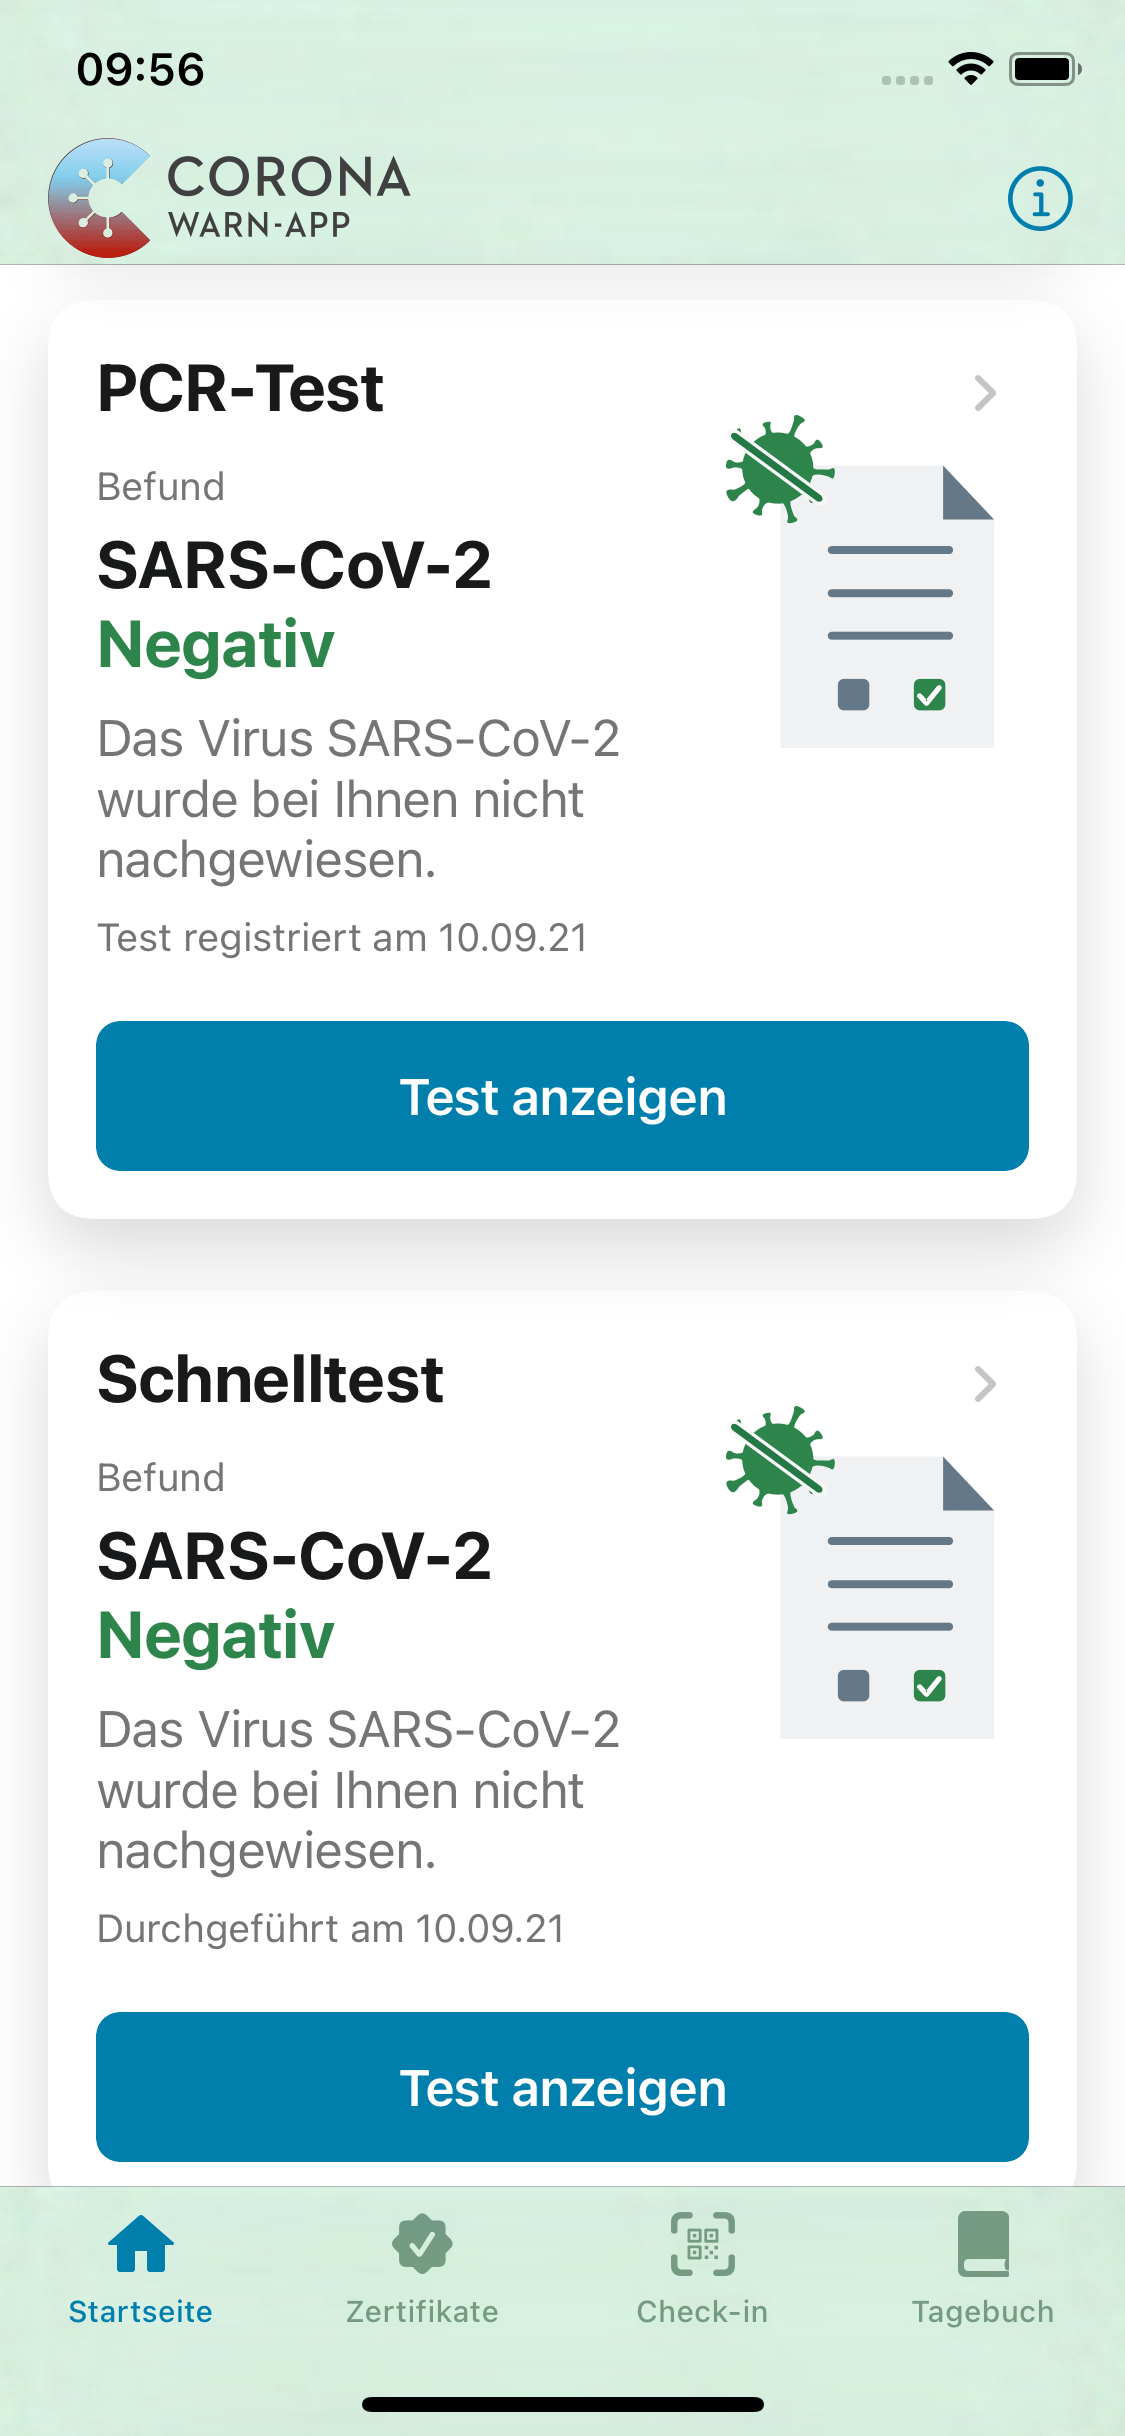 09:56
CORONA
WARN-APP
PCR-Test
Befund
SARS-CoV-2
Negativ
Das Virus SARS-CoV-2
wurde bei Ihnen nicht
nachgewiesen.
Test registriert am 10.09.21
Test anzeigen
Schnelltest
Befund
SARS-CoV-2
Negativ
Das Virus SARS-CoV-2
wurde bei Ihnen nicht
nachgewiesen.
Durchgeführt am 10.09.21
Test anzeigen
Startseite
Zertifikate
Check-in
Tagebuch